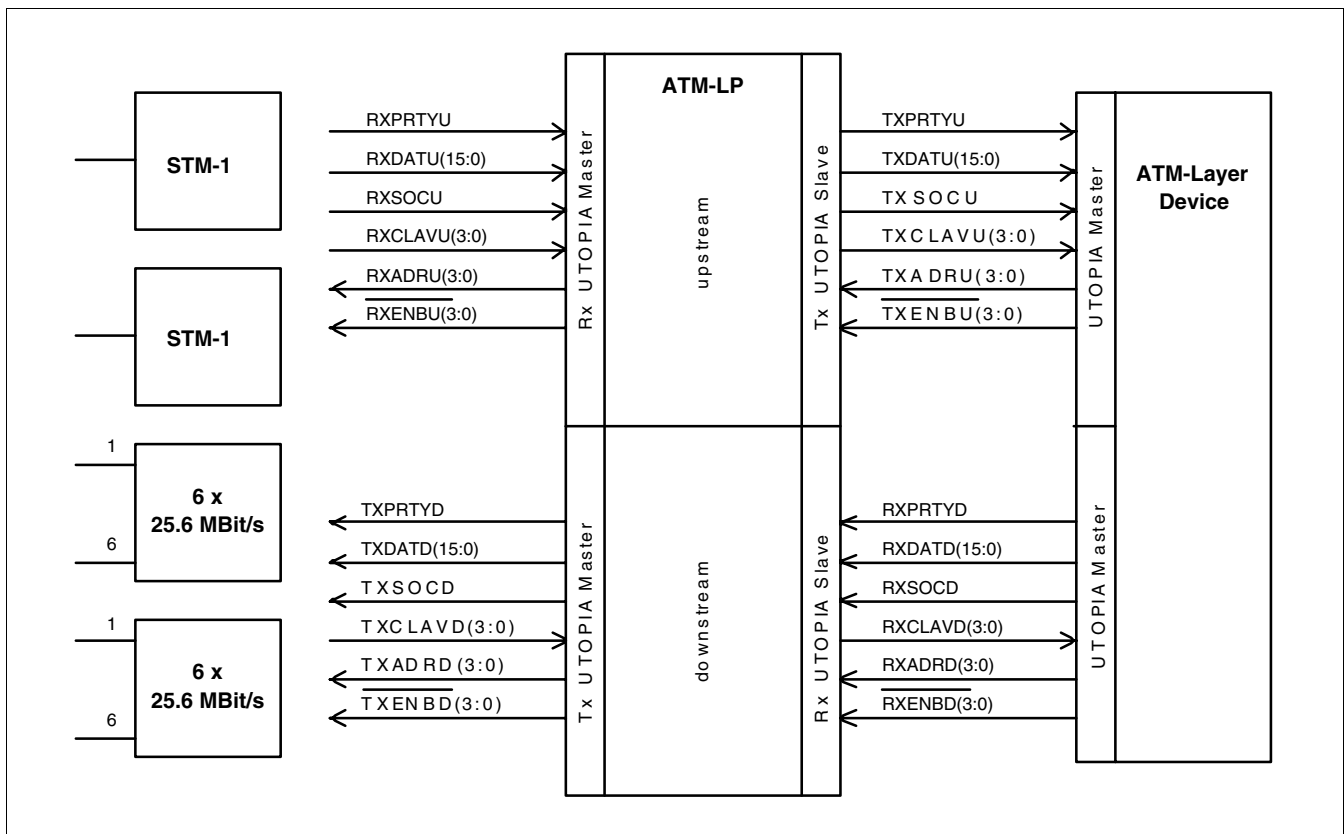 STM-1
STM-1
1
6 x
25.6 MBit/s
6
1
6 x
25.6 MBit/s
6
RXPRTYU
RXDATU(15:0)
RXSOCU
RXCLAVU(3:0)
RXADRU(3:0)
RXENBU(3:0)
TXPRTYD
TXDATD(15:0)
TXSOCD
TXCLAVD(3:0)
TXADRD(3:0)
TXENBD(3:0)
Rx UTOPIA Master
Tx UTOPIA Master
ATM-LP
upstream
downstream
Tx UTOPIA Slave
Rx UTOPIA Slave
TXPRTYU
TXDATU(15:0)
TXSOCU
TXCLAVU(3:0)
TXADRU(3:0)
TXENBU(3:0)
RXPRTYD
RXDATD(15:0)
RXSOCD
RXCLAVD(3:0)
RXADRD(3:0)
RXENBD(3:0)
UTOPIA Master
UTOPIA Master
ATM-Layer
Device